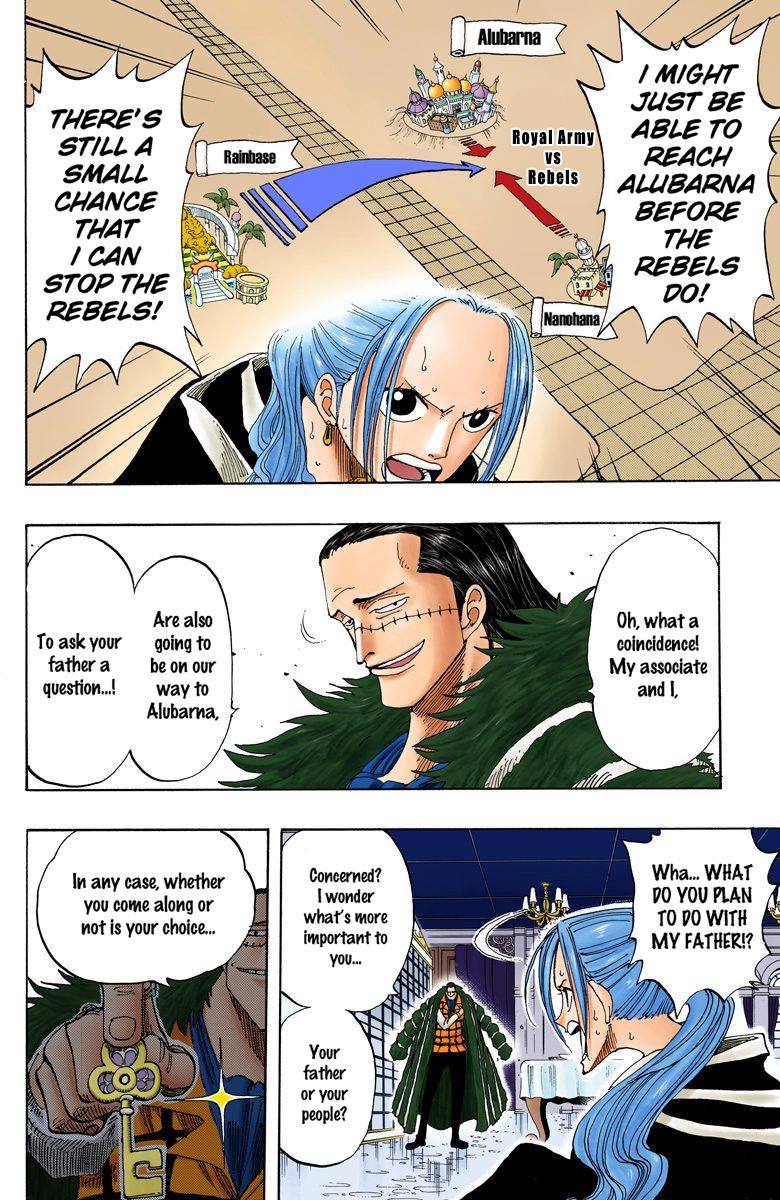 I MIGHT
JUST BE
ABLE TO
REACH
ALUBARNA
BEFORE
THE
REBELS
DO!
Alubarna
Royal Army
vs
Rebels
Rainbase
Nanohana
THERE'S
STILL A
SMALL
CHANCE
THAT
I CAN
STOP THE
REBELS!
Oh, what a
coincidence!
My associate
and I,
Are also
going to
be on our
way to
Alubarna,
To ask your
father a
question...!
Wha... WHAT
DO YOU PLAN
TO DO WITH
MY FATHER!?
Concerned?
I wonder
what's more
important to
you...
Your
father
or your
people?
In any case, whether
you come along or
not is your choice...